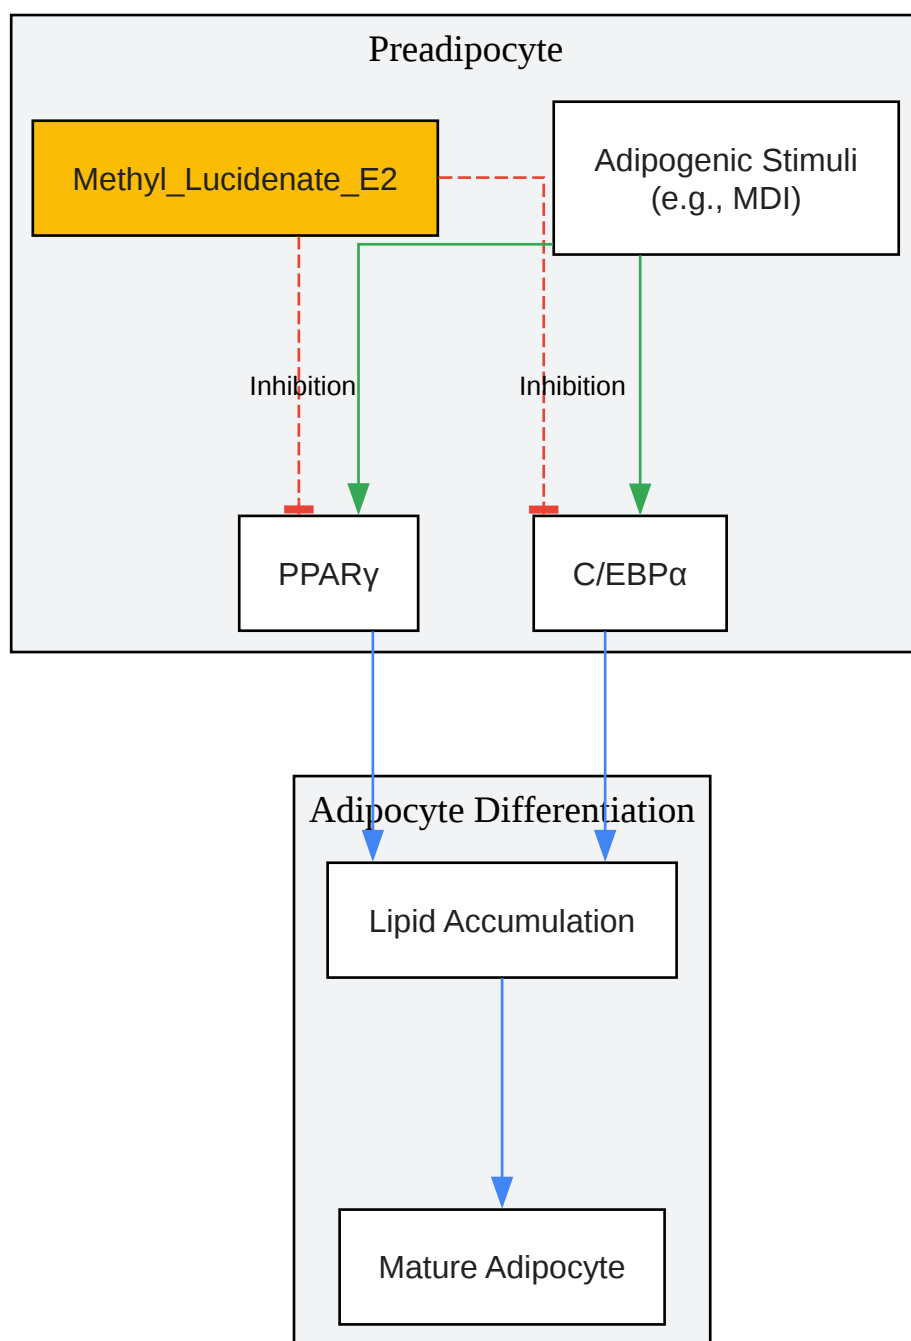 Preadipocyte
Methyl_Lucidenate_E2
Adipogenic Stimuli
(e.g., MDI)
Inhibition
Inhibition
PPARγ
C/EBPα
Adipocyte Differentiation
Lipid Accumulation
Mature Adipocyte